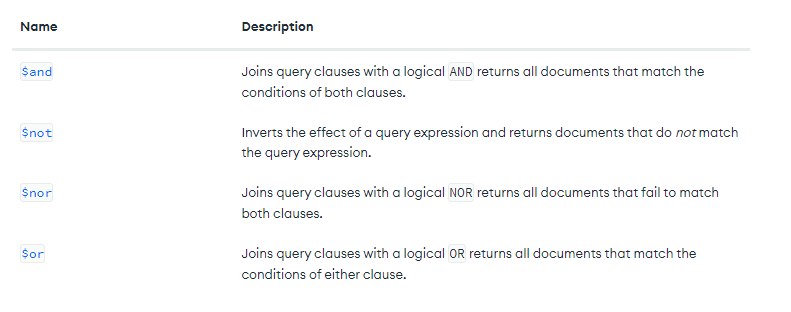 Name Description
$and Joins query clauses with a logical AND returns all documents that match the
conditions of both clauses.
$not Inverts the effect of a query expression and returns documents that do not match
the query expression.
$nor Joins query clauses with a logical NOR returns all documents that fail to match
both clauses.
$or Joins query clauses with a logical OR returns all documents that match the
conditions of either clause.